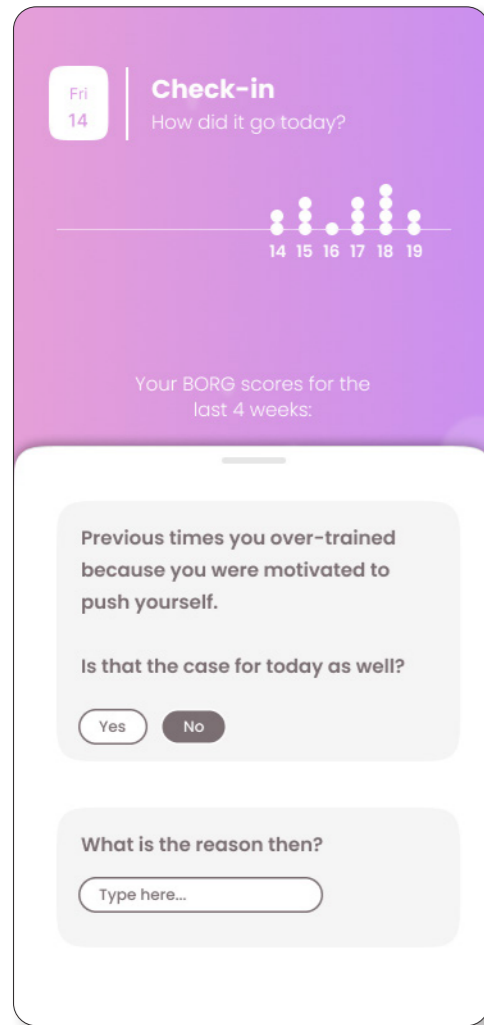 Fri
14
Check-in
How did it go today?
14 15 16 17 18 19
Your BORG scores for the
last 4 weeks:
Previous times you over-trained
because you were motivated to
push yourself.
Is that the case for today as well?
Yes No
What is the reason then?
Type here...